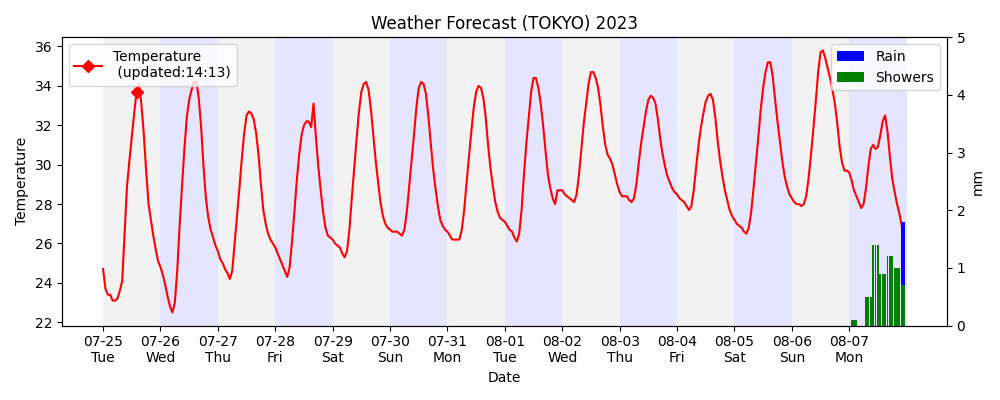 Weather Forecast (TOKYO) 2023
Temperature
(updated:14:13)
Rain
Showers
36
34
32
30
28
26
24
22
Temperature
5
4
3
2
1
0
mm
07-25 07-26 07-27 07-28 07-29 07-30 07-31 08-01 08-02 08-03 08-04 08-05 08-06 08-07
Tue Wed Thu Fri Sat Sun Mon Tue Wed Thu Fri Sat Sun Mon
Date